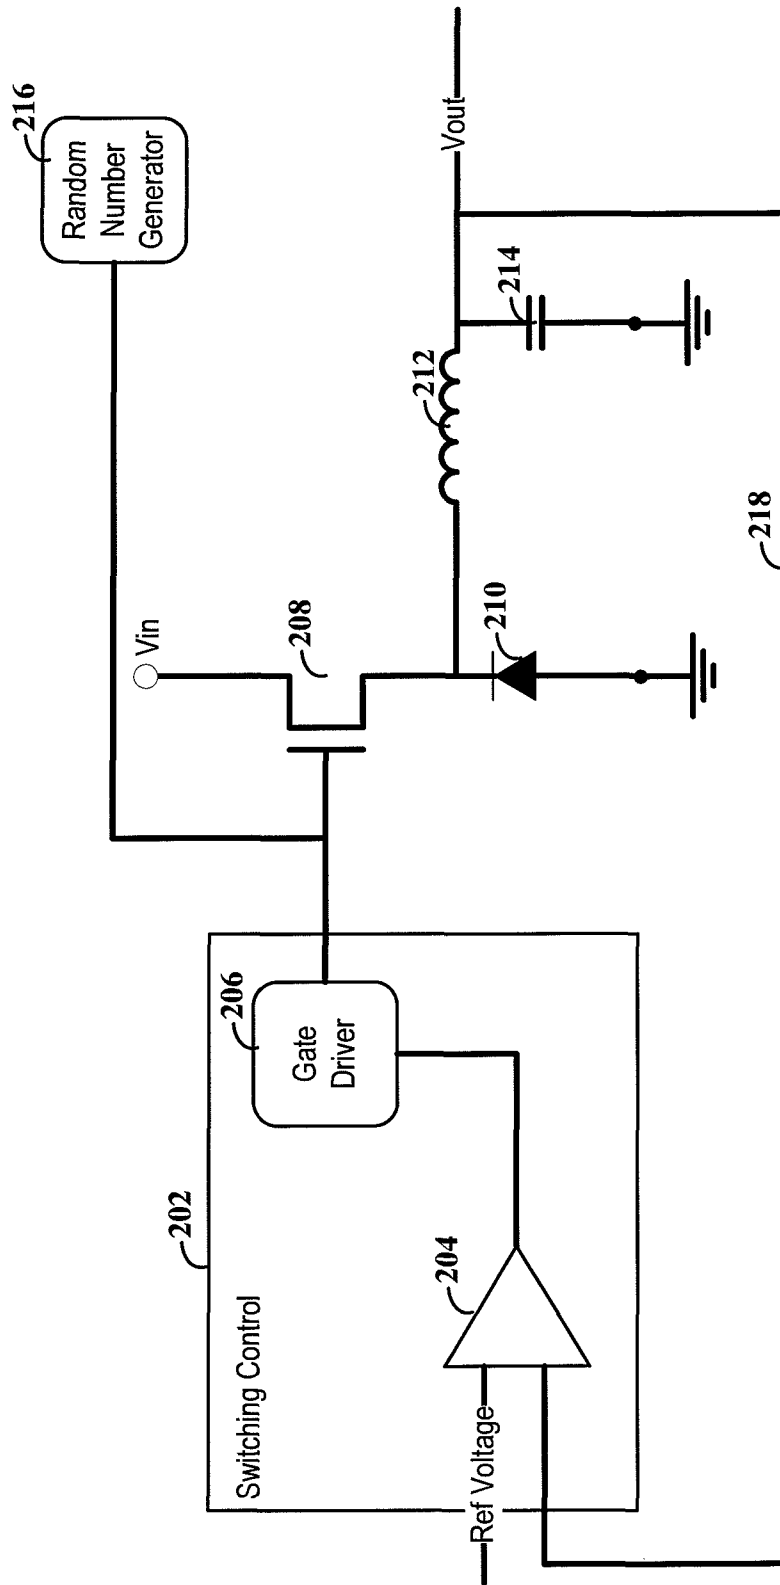 216
Random
Number
Generator
Vin
208
Vout
212
214
210
218
202
Switching Control
206
Gate
Driver
204
Ref Voltage